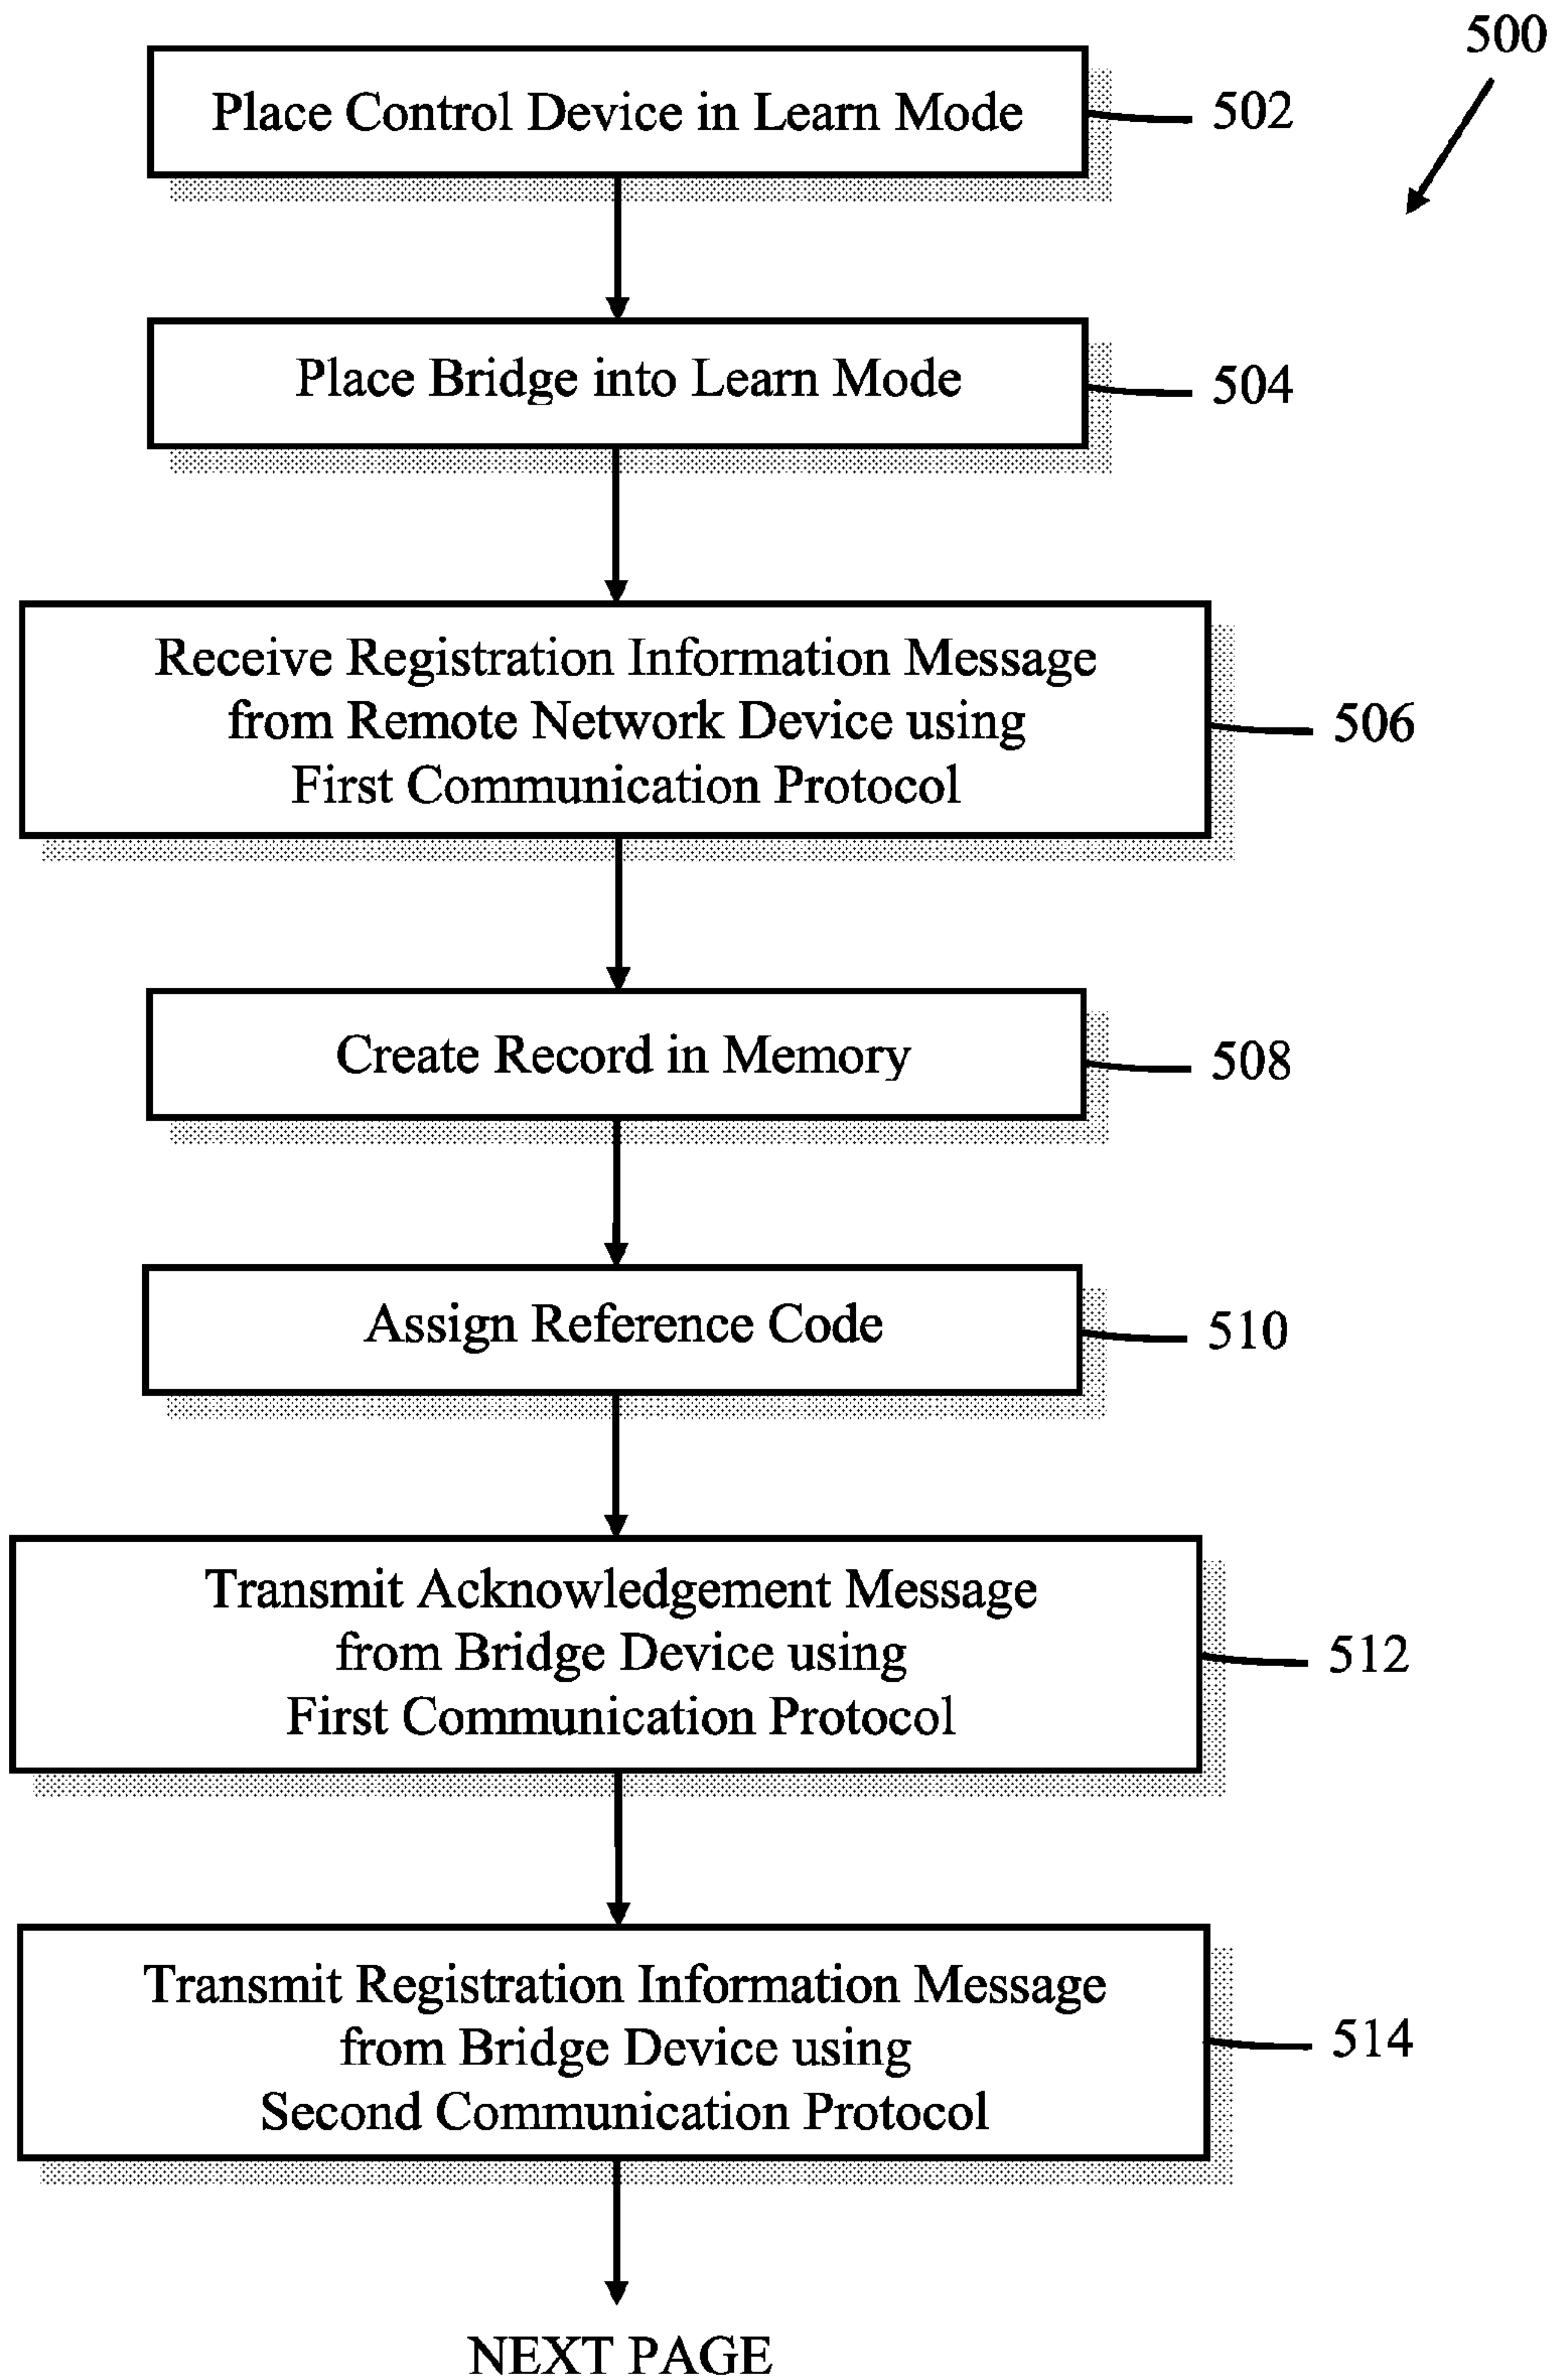 500
Place Control Device in Learn Mode
502
Place Bridge into Learn Mode
504
Receive Registration Information Message
from Remote Network Device using
First Communication Protocol
506
Create Record in Memory
508
Assign Reference Code
510
Transmit Acknowledgement Message
from Bridge Device using
First Communication Protocol
512
Transmit Registration Information Message
from Bridge Device using
Second Communication Protocol
514
NEXT PAGE